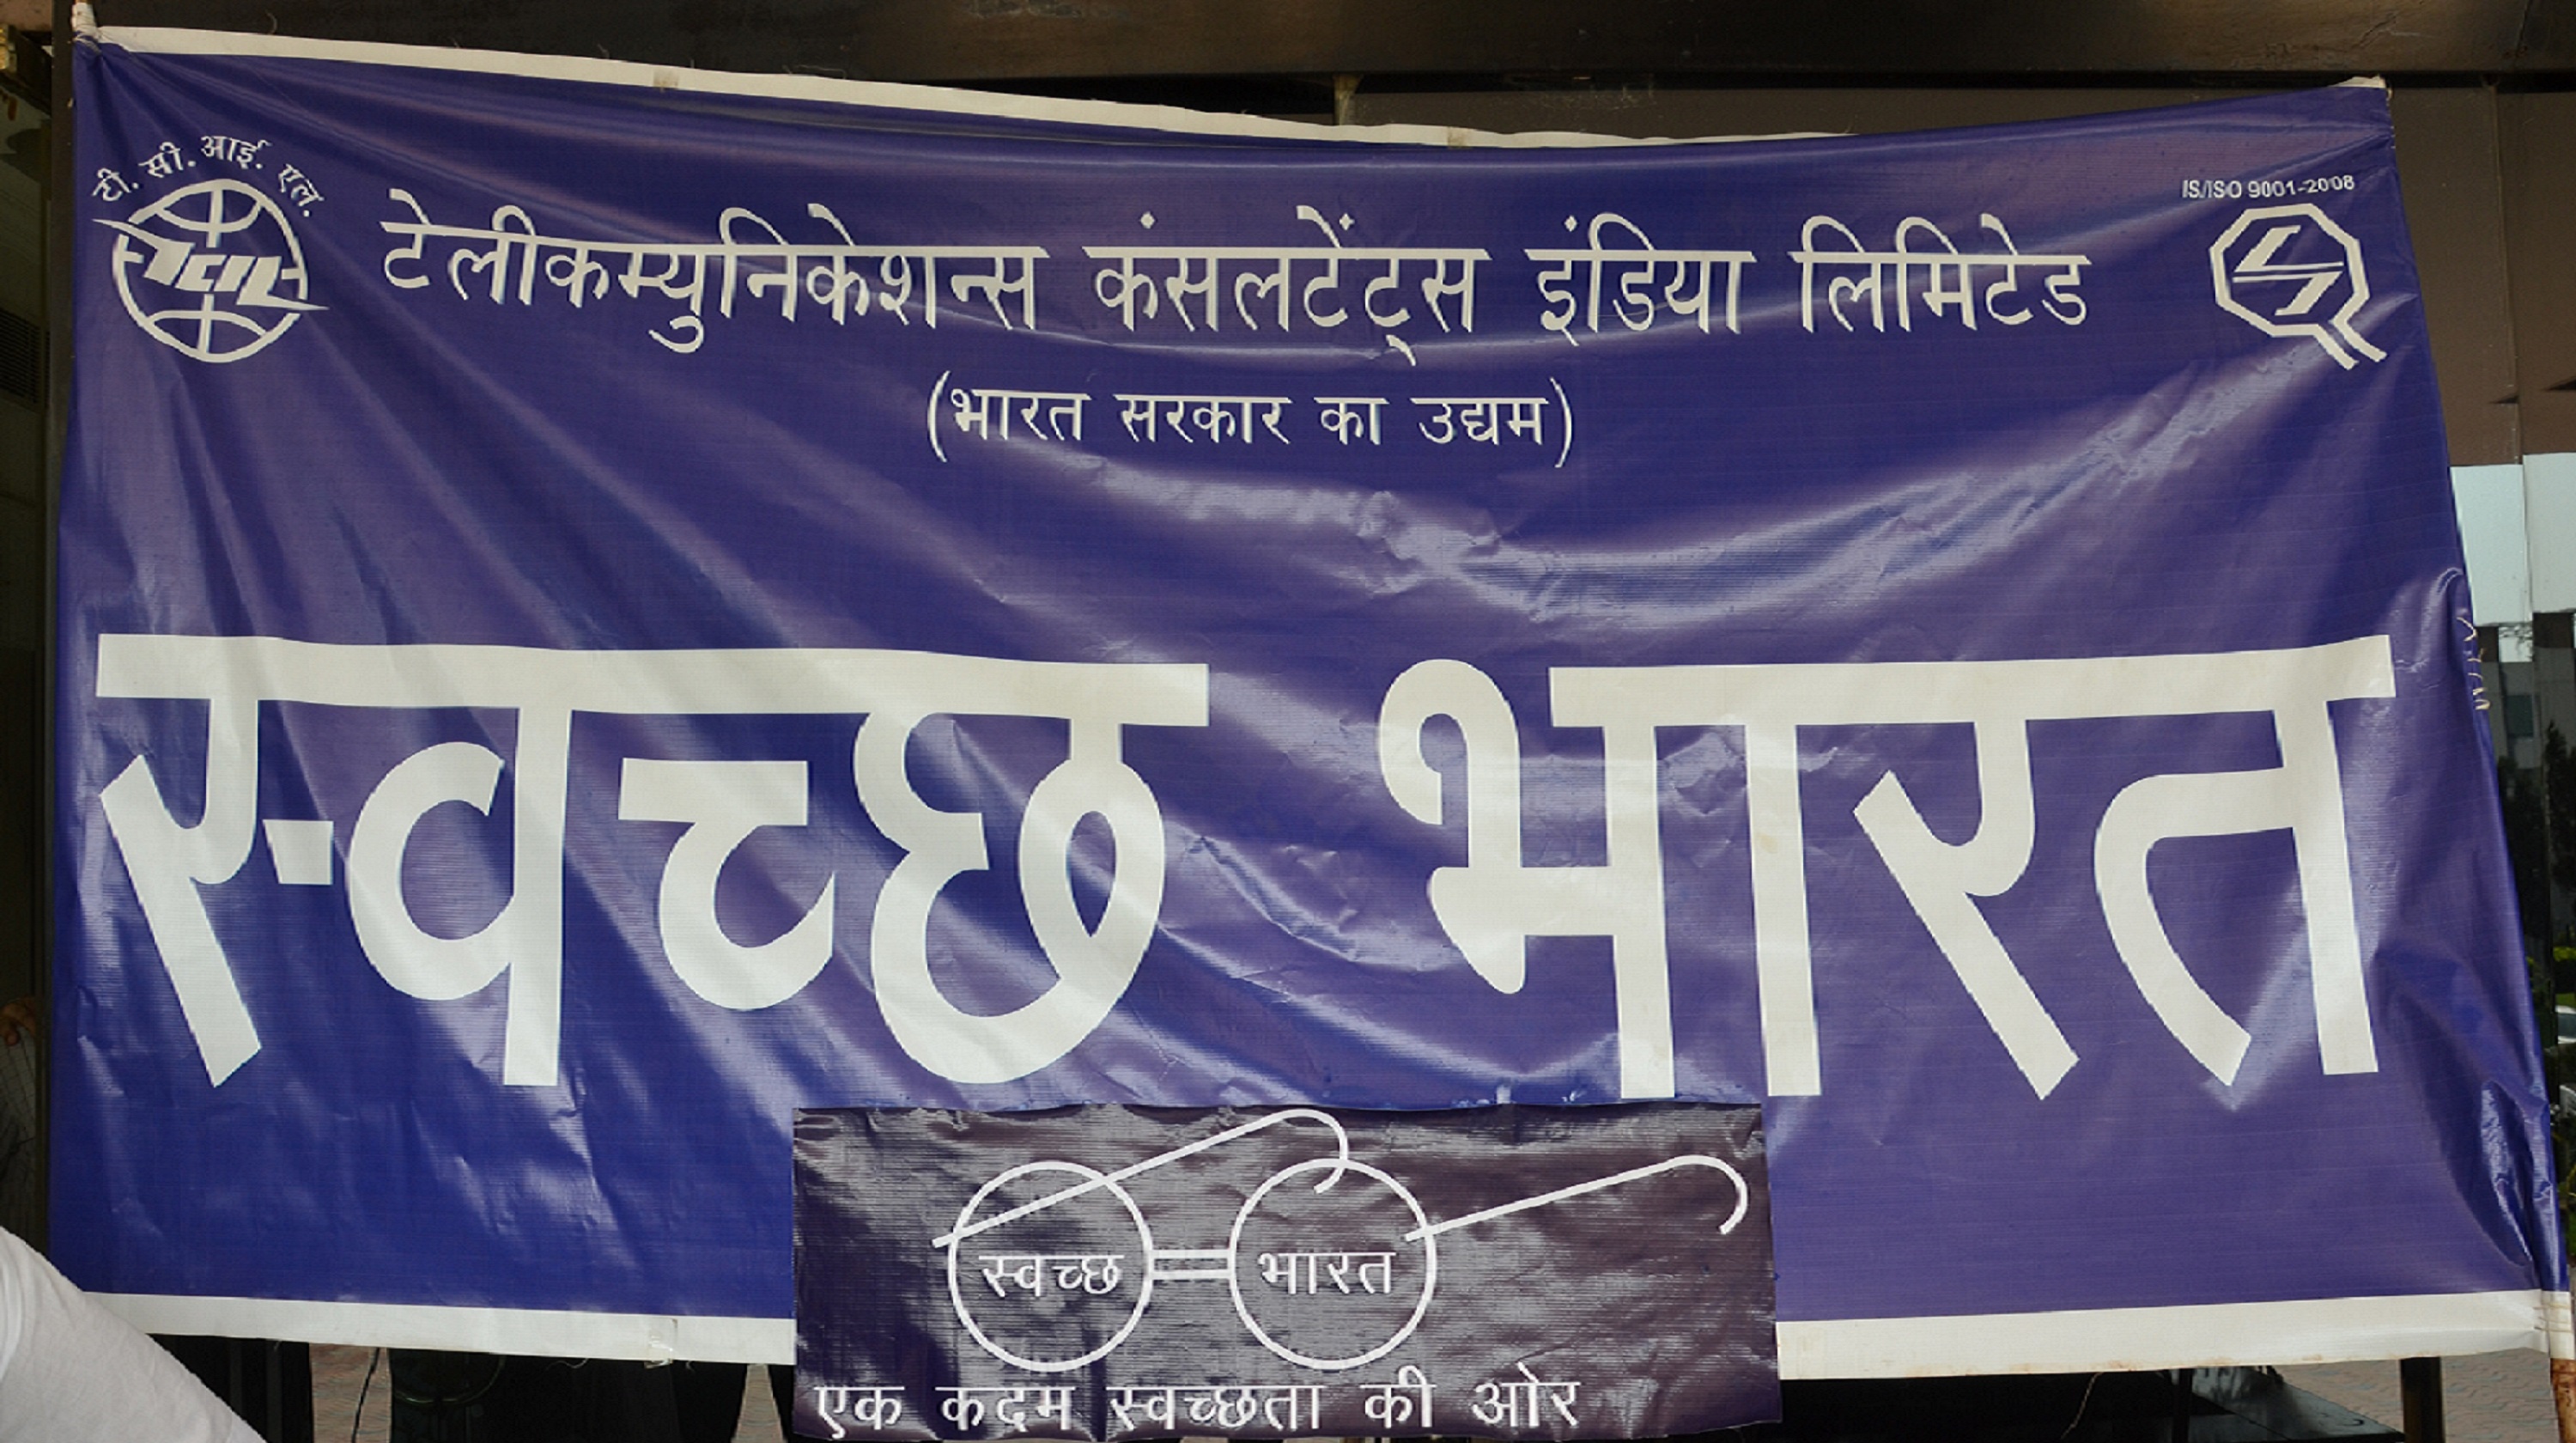 टी. सी. आई. एल.
TCIL
IS/ISO 9001-2008
टेलीकम्युनिकेशन्स कंसलटेंट्स इंडिया लिमिटेड
(भारत सरकार का उद्यम)
स्वच्छ भारत
स्वच्छ भारत
एक कदम स्वच्छता की ओर